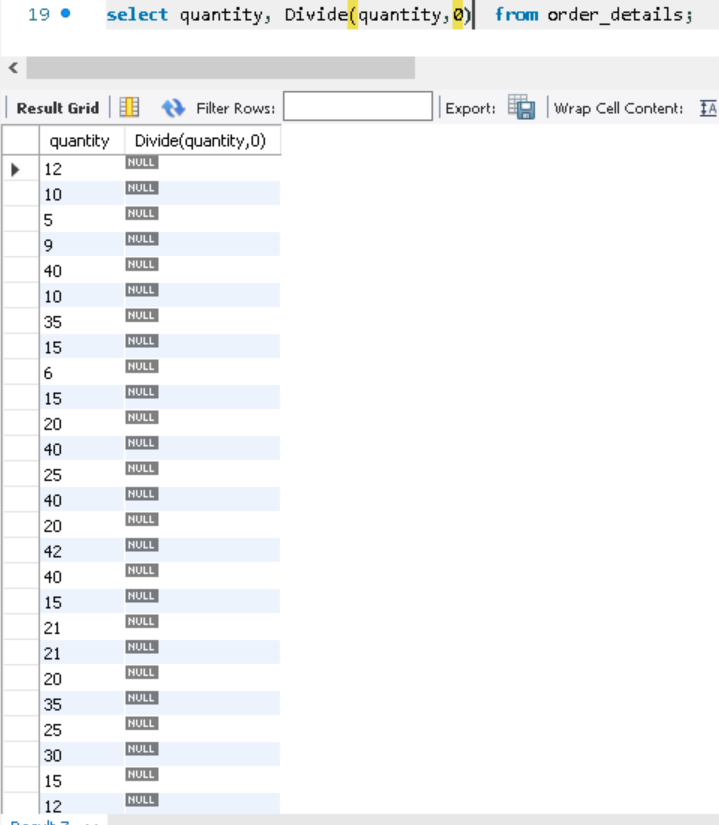 19 select quantity, Divide(quantity,0) from order_details;
Result Grid Filter Rows: Export: Wrap Cell Content: IA
quantity Divide(quantity,0)
12 NULL
10 NULL
5 NULL
9 NULL
40 NULL
10 NULL
35 NULL
15 NULL
6 NULL
15 NULL
20 NULL
40 NULL
25 NULL
40 NULL
20 NULL
42 NULL
40 NULL
15 NULL
21 NULL
21 NULL
20 NULL
35 NULL
25 NULL
30 NULL
15 NULL
12 NULL